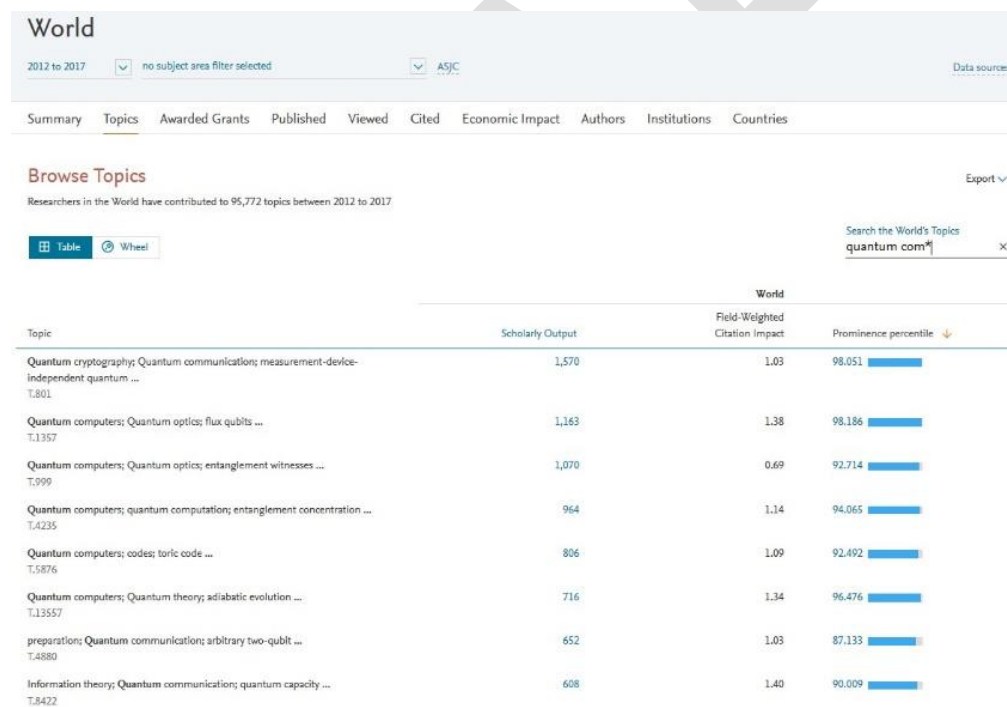 World
2012 to 2017 no subject area filter selected ASJC Data source
Summary Topics Awarded Grants Published Viewed Cited Economic Impact Authors Institutions Countries
Browse Topics
Export
Researchers in the World have contributed to 95,772 topics between 2012 to 2017
Table Wheel
Search the World's Topics
quantum com*
World
Topic Scholarly Output Field-Weighted Citation Impact Prominence percentile
Quantum cryptography; Quantum communication; measurement-device- 1,570 1.03 98.051
independent quantum ...
T.801
Quantum computers; Quantum optics; flux qubits ... 1,163 1.38 98.186
T.1357
Quantum computers; Quantum optics; entanglement witnesses ... 1,070 0.69 92.714
T.999
Quantum computers; quantum computation; entanglement concentration ... 964 1.14 94.065
T.4235
Quantum computers; codes; toric code ... 806 1.09 92.492
T.5876
Quantum computers; Quantum theory; adiabatic evolution ... 716 1.34 96.476
T.13557
preparation; Quantum communication; arbitrary two-qubit ... 652 1.03 87.133
T.4880
Information theory; Quantum communication; quantum capacity ... 608 1.40 90.009
T.8422